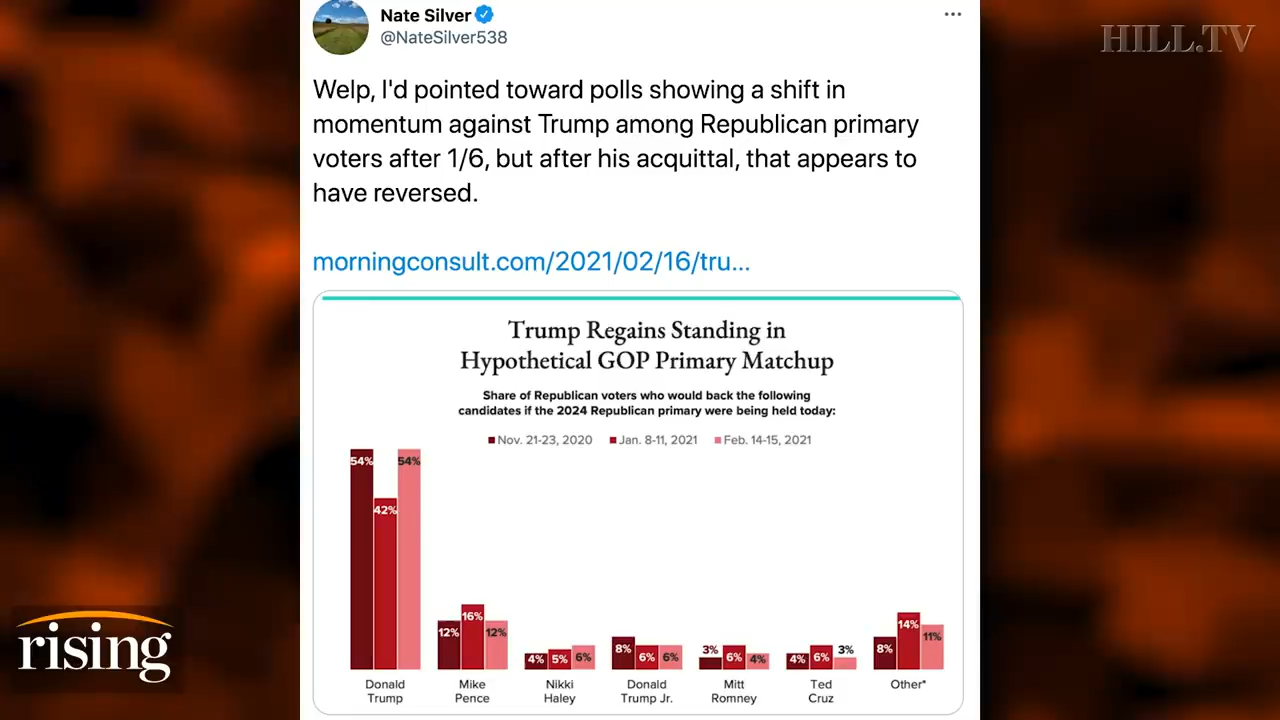 Nate Silver
@NateSilver538
HILL.TV
Welp, I'd pointed toward polls showing a shift in
momentum against Trump among Republican primary
voters after 1/6, but after his acquittal, that appears to
have reversed.
morningconsult.com/2021/02/16/tru...
Trump Regains Standing in
Hypothetical GOP Primary Matchup
Share of Republican voters who would back the following
candidates if the 2024 Republican primary were being held today:
Nov. 21-23, 2020 Jan. 8-11, 2021 Feb. 14-15, 2021
54% 42% 54%
12% 16% 12%
4% 5% 6%
8% 6% 6%
3% 6% 4%
4% 6% 3%
8% 14% 11%
Donald
Trump
Mike
Pence
Nikki
Haley
Donald
Trump Jr.
Mitt
Romney
Ted
Cruz
Other*
rising